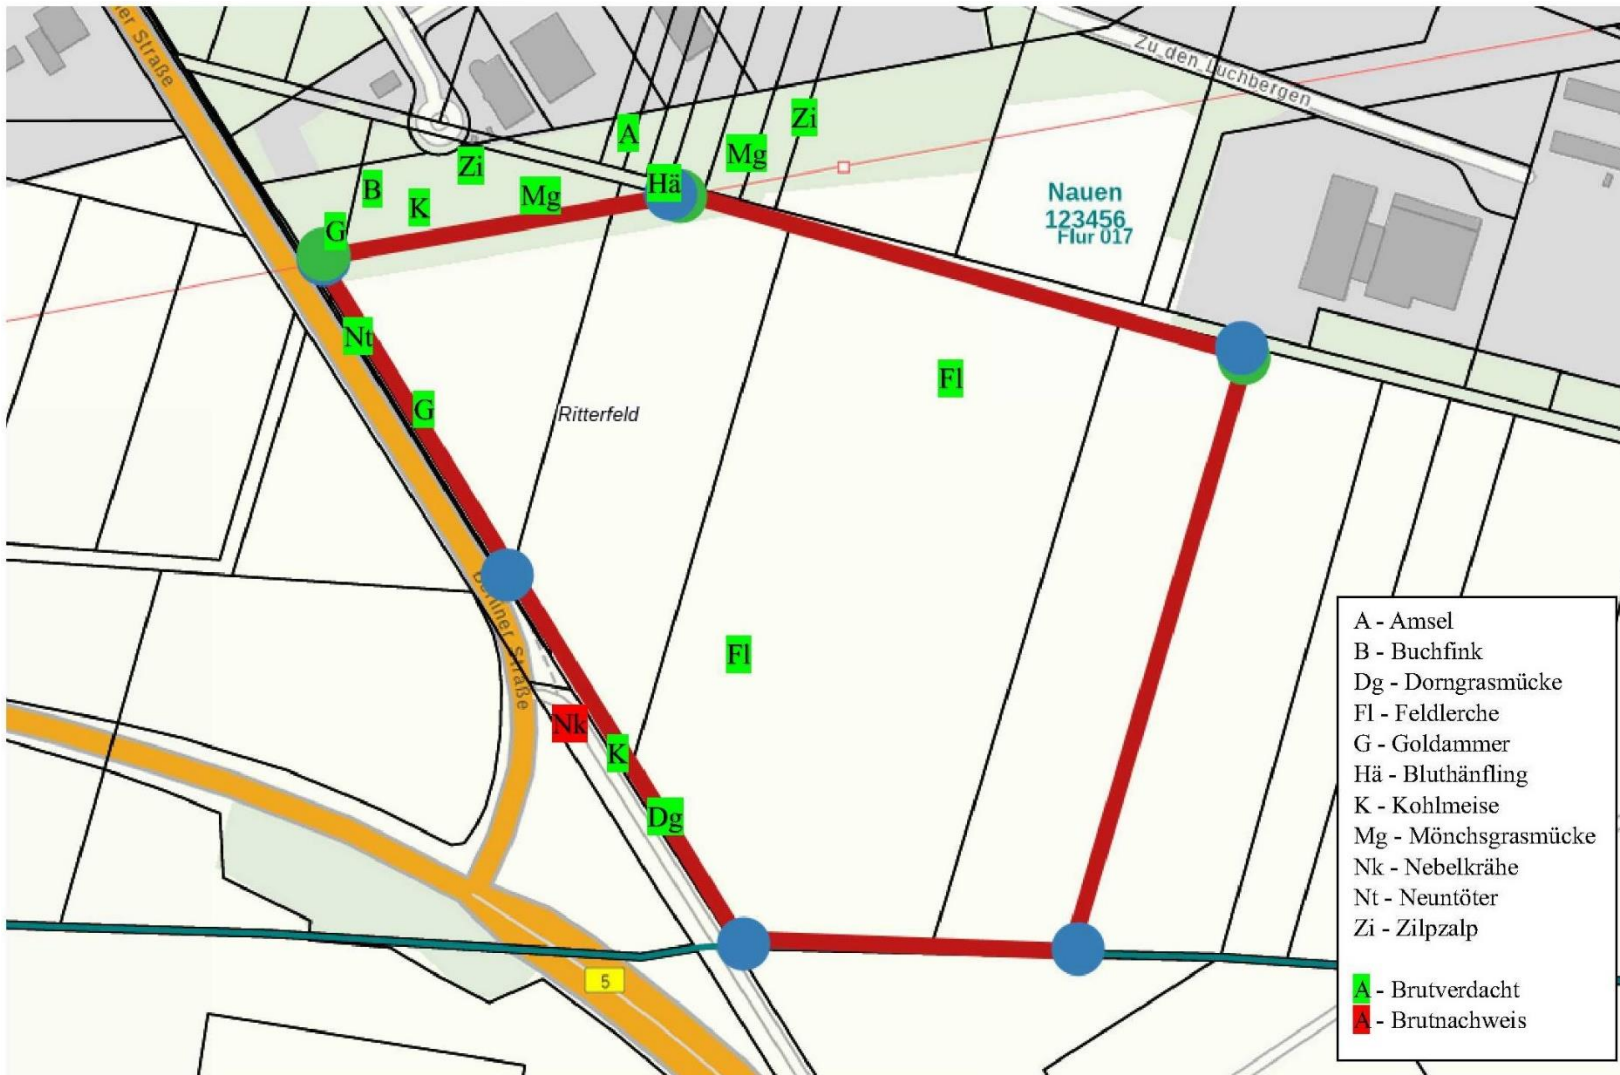 ner Straße
Zu den Luchbergen
Zi
A
Mg
Zi
Hä
B
Mg
K
G
Nauen
123456
Flur 017
Nt
Fl
G
Ritterfeld
Berliner Straße
Fl
Nk
K
Dg
5
A - Amsel
B - Buchfink
Dg - Dorngrasmücke
Fl - Feldlerche
G - Goldammer
Hä - Bluthänfling
K - Kohlmeise
Mg - Mönchsgrasmücke
Nk - Nebelkrähe
Nt - Neuntöter
Zi - Zilpzalp
A - Brutverdacht
A - Brutnachweis